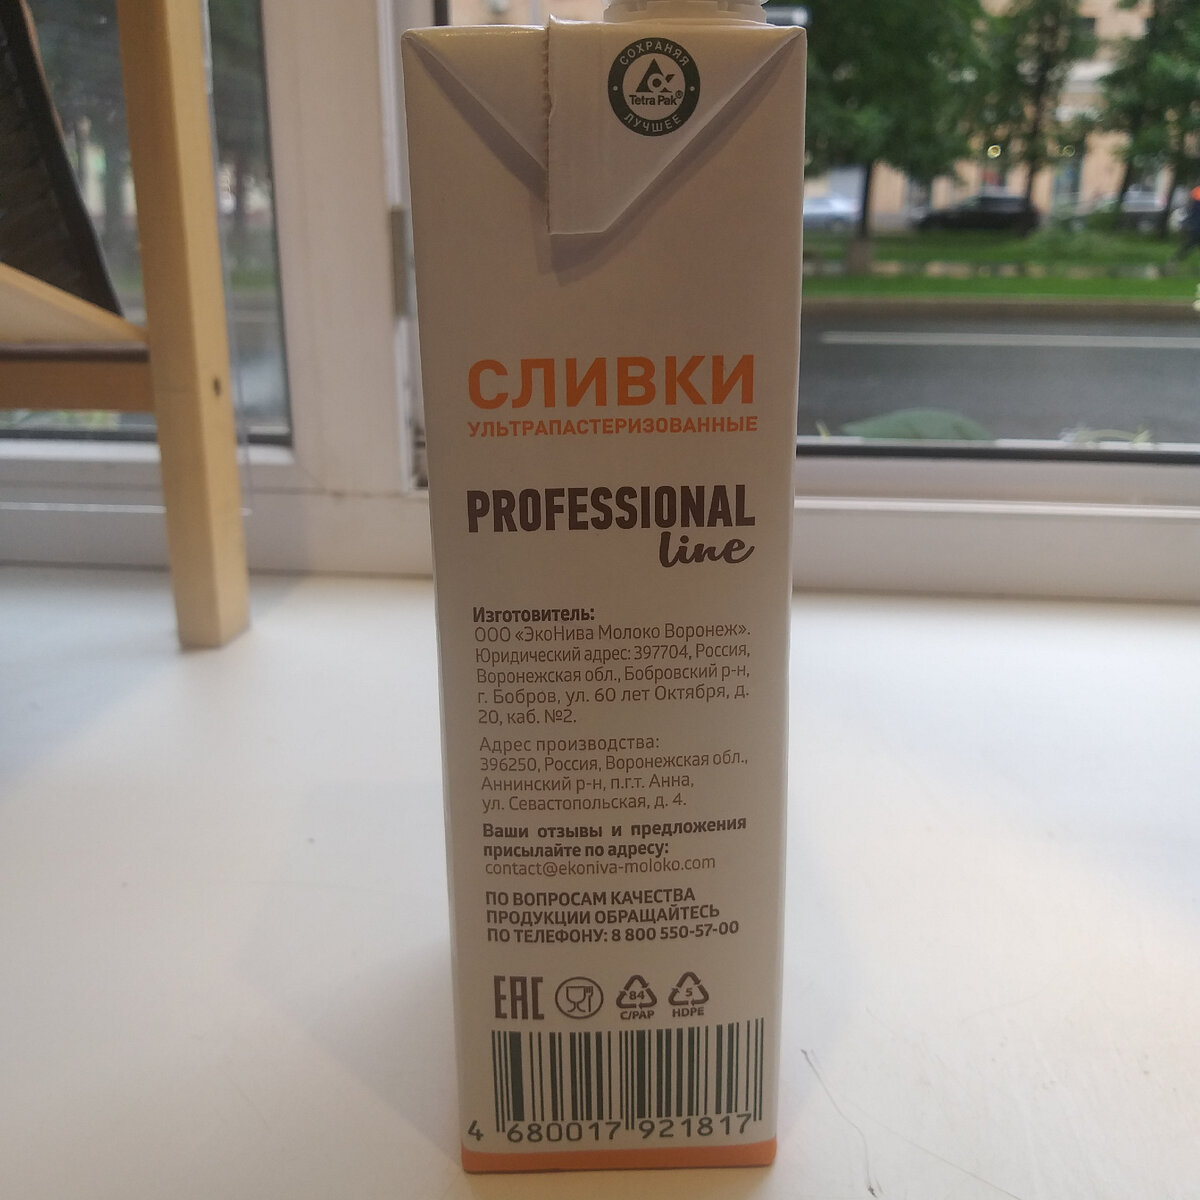 СОХРАНЯЯ
Tetra Pak®
ЛУЧШЕЕ
СЛИВКИ
УЛЬТРАПАСТЕРИЗОВАННЫЕ
PROFESSIONAL
line
Изготовитель:
ООО «ЭкоНива Молоко Воронеж».
Юридический адрес: 397704, Россия,
Воронежская обл., Бобровский р-н,
г. Бобров, ул. 60 лет Октября, д.
20, каб. №2.
Адрес производства:
396250, Россия, Воронежская обл.,
Аннинский р-н, п.г.т. Анна,
ул. Севастопольская, д. 4.
Ваши отзывы и предложения
присылайте по адресу:
contact@ekoniva-moloko.com
ПО ВОПРОСАМ КАЧЕСТВА
ПРОДУКЦИИ ОБРАЩАЙТЕСЬ
ПО ТЕЛЕФОНУ: 8 800 550-57-00
EAC
84
C/PAP
5
HDPE
4 680017 921817